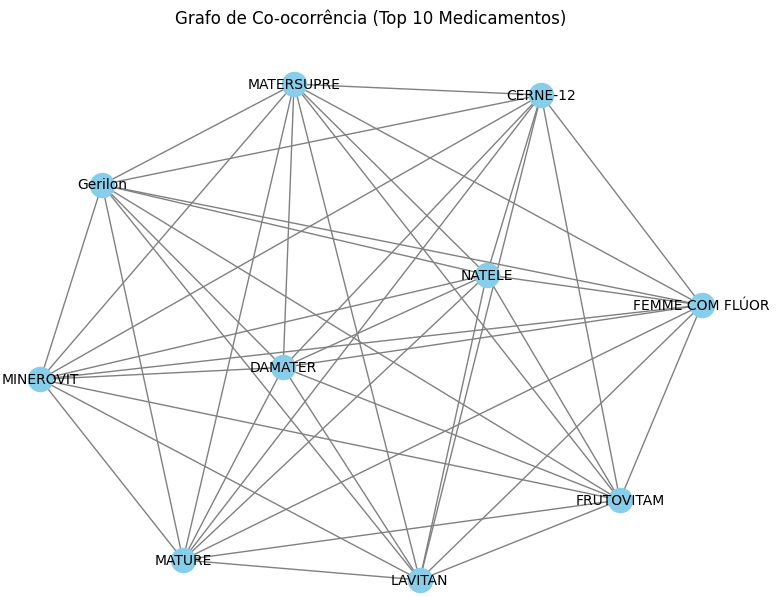 Grafo de Co-ocorrência (Top 10 Medicamentos)
MATERSUPRE
CERNE-12
Gerilon
NATELE
FEMME COM FLÚOR
DAMATER
MINEROVIT
FRUTOVITAM
MATURE
LAVITAN